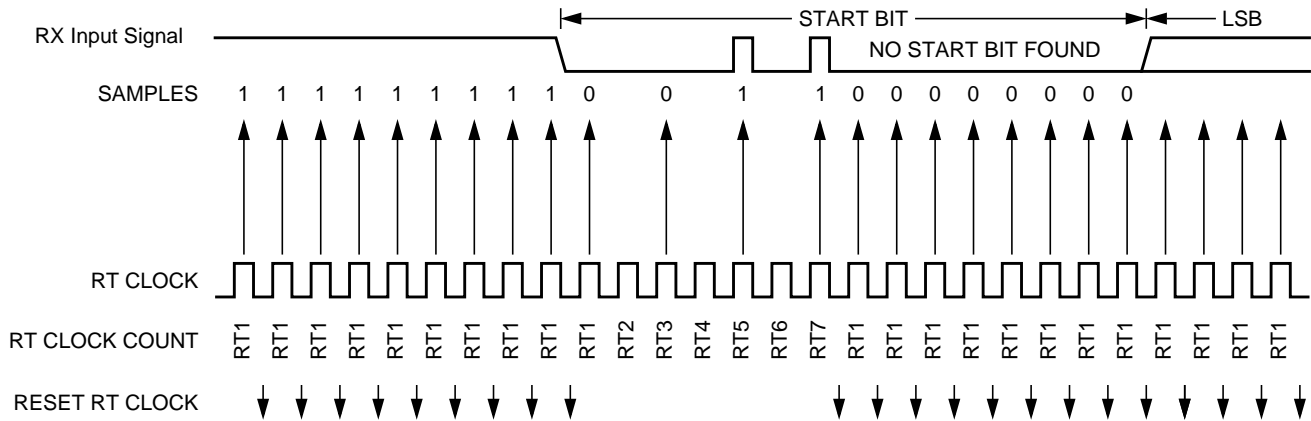 START BIT LSB
RX Input Signal NO START BIT FOUND
SAMPLES 1 1 1 1 1 1 1 1 1 0 0 1 1 0 0 0 0 0 0 0 0
RT CLOCK
RT CLOCK COUNT RT1 RT1 RT1 RT1 RT1 RT1 RT1 RT1 RT1 RT1 RT2 RT3 RT4 RT5 RT6 RT7 RT1 RT1 RT1 RT1 RT1 RT1 RT1 RT1 RT1 RT1 RT1 RT1
RESET RT CLOCK